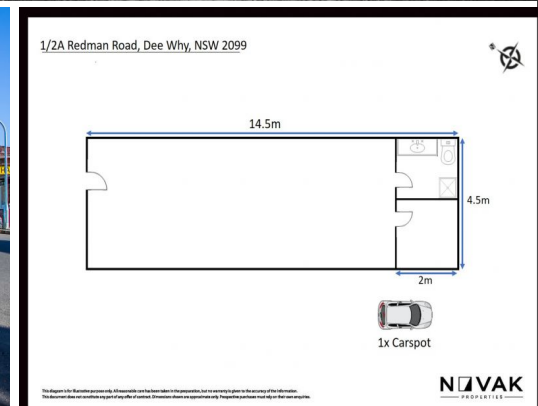 1/2A Redman Road, Dee Why, NSW 2099
14.5m
4.5m
2m
1x Carspot
This diagram is for illustrative purpose only. All reasonable care has been taken in the preparation, but no warranty is given to the accuracy of the information.
This document does not constitute any part of any offer of contract. Dimensions shown are approximate only. Prospective purchasers must rely on their own enquiries.
NOVAK
PROPERTIES